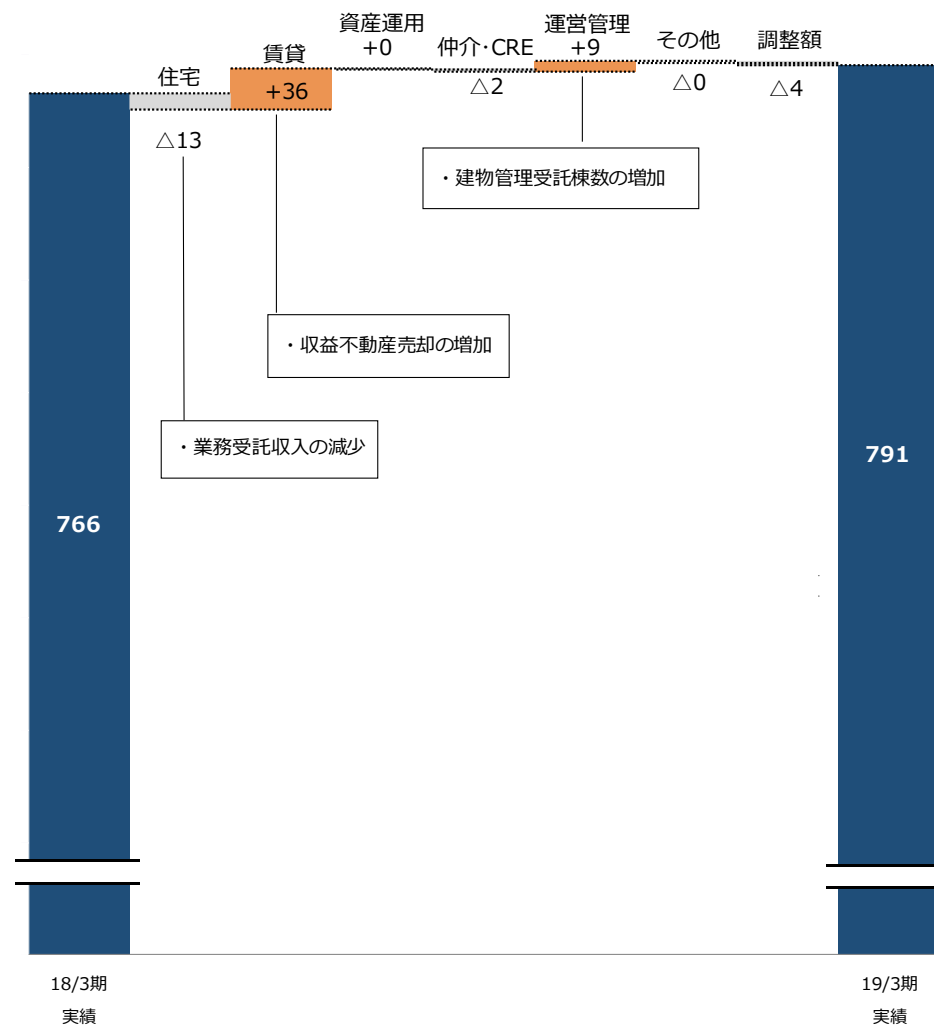 住宅
△13
賃貸
+36
資産運用
+0
仲介･CRE
△2
運営管理
+9
その他
△0
調整額
△4
・建物管理受託棟数の増加
・収益不動産売却の増加
・業務受託収入の減少
766
791
18/3期
実績
19/3期
実績